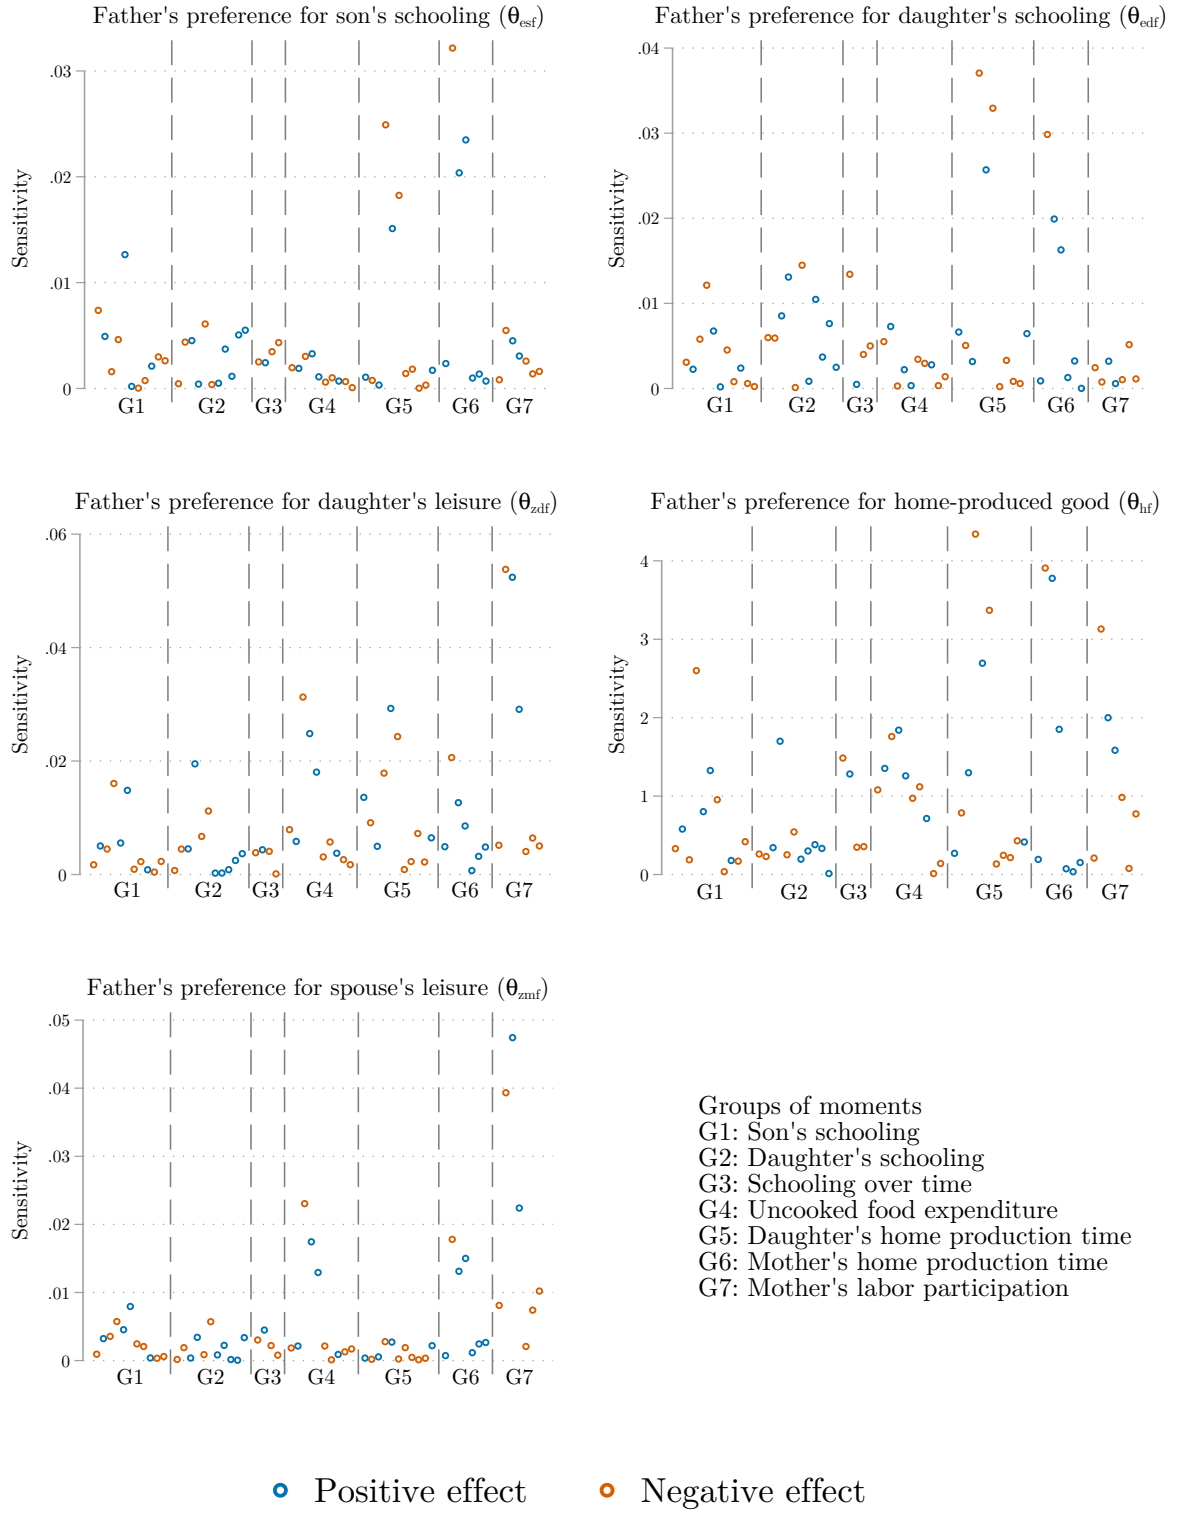 Father's preference for son's schooling (θesf)
Sensitivity
.03
.02
.01
0
G1 G2 G3 G4 G5 G6 G7
Father's preference for daughter's schooling (θedf)
Sensitivity
.04
.03
.02
.01
0
G1 G2 G3 G4 G5 G6 G7
Father's preference for daughter's leisure (θzdf)
Sensitivity
.06
.04
.02
0
G1 G2 G3 G4 G5 G6 G7
Father's preference for home-produced good (θhf)
Sensitivity
4
3
2
1
0
G1 G2 G3 G4 G5 G6 G7
Father's preference for spouse's leisure (θzmf)
Sensitivity
.05
.04
.03
.02
.01
0
G1 G2 G3 G4 G5 G6 G7
Groups of moments
G1: Son's schooling
G2: Daughter's schooling
G3: Schooling over time
G4: Uncooked food expenditure
G5: Daughter's home production time
G6: Mother's home production time
G7: Mother's labor participation
Positive effect Negative effect